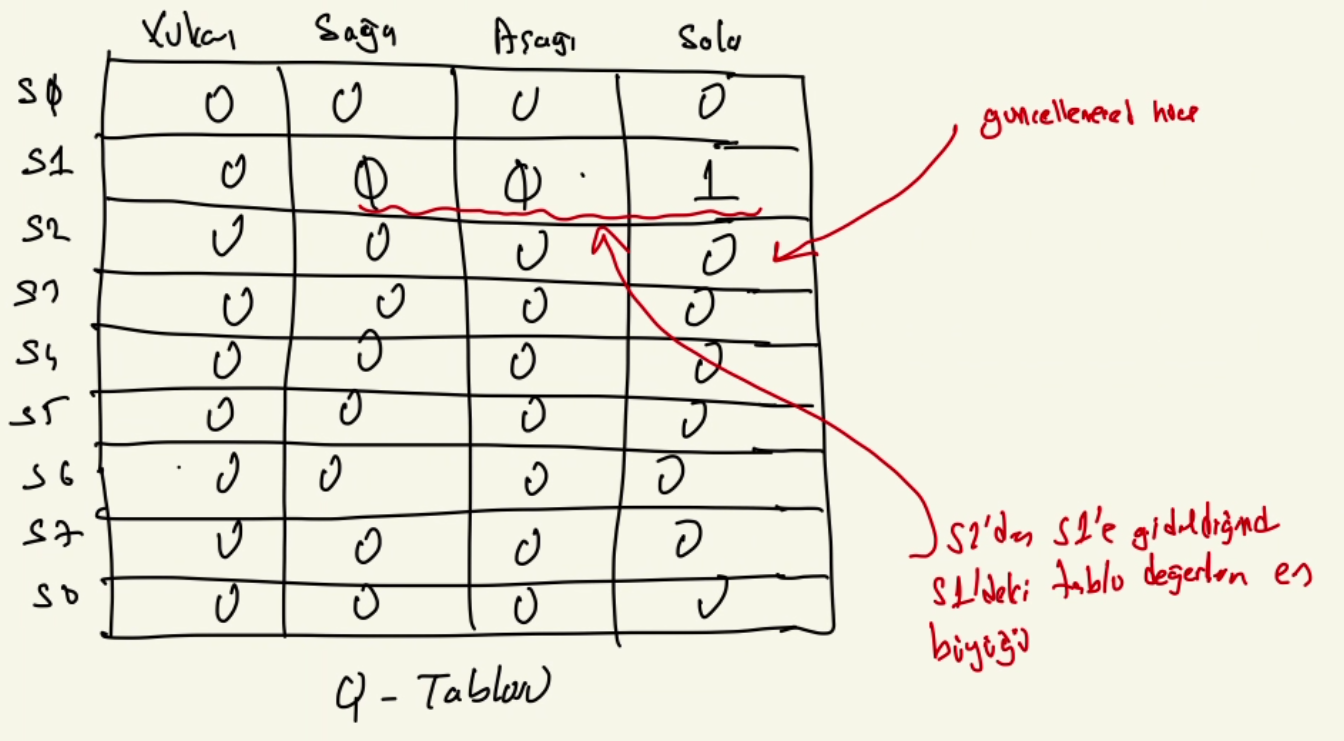 Yukarı Sağa Aşağı Sola
S0 0 0 0 0
S1 0 0 0 1
S2 0 0 0 0
S3 0 0 0 0
S4 0 0 0 0
S5 0 0 0 0
S6 0 0 0 0
S7 0 0 0 0
S8 0 0 0 0
güncellenecek hücre
S2'den S1'e gidildiğinde
S1'deki tablo değerlerin en
büyüğü
Q - Tablosu